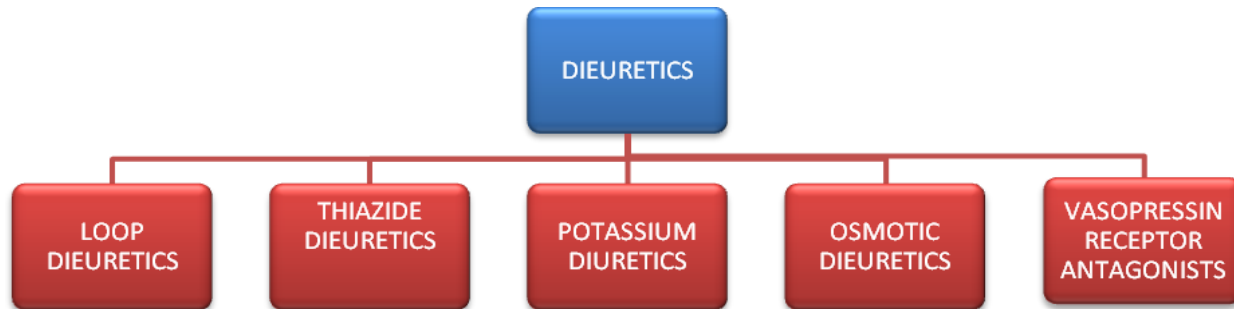 DIEURETICS
LOOP
DIEURETICS
THIAZIDE
DIEURETICS
POTASSIUM
DIURETICS
OSMOTIC
DIEURETICS
VASOPRESSIN
RECEPTOR
ANTAGONISTS